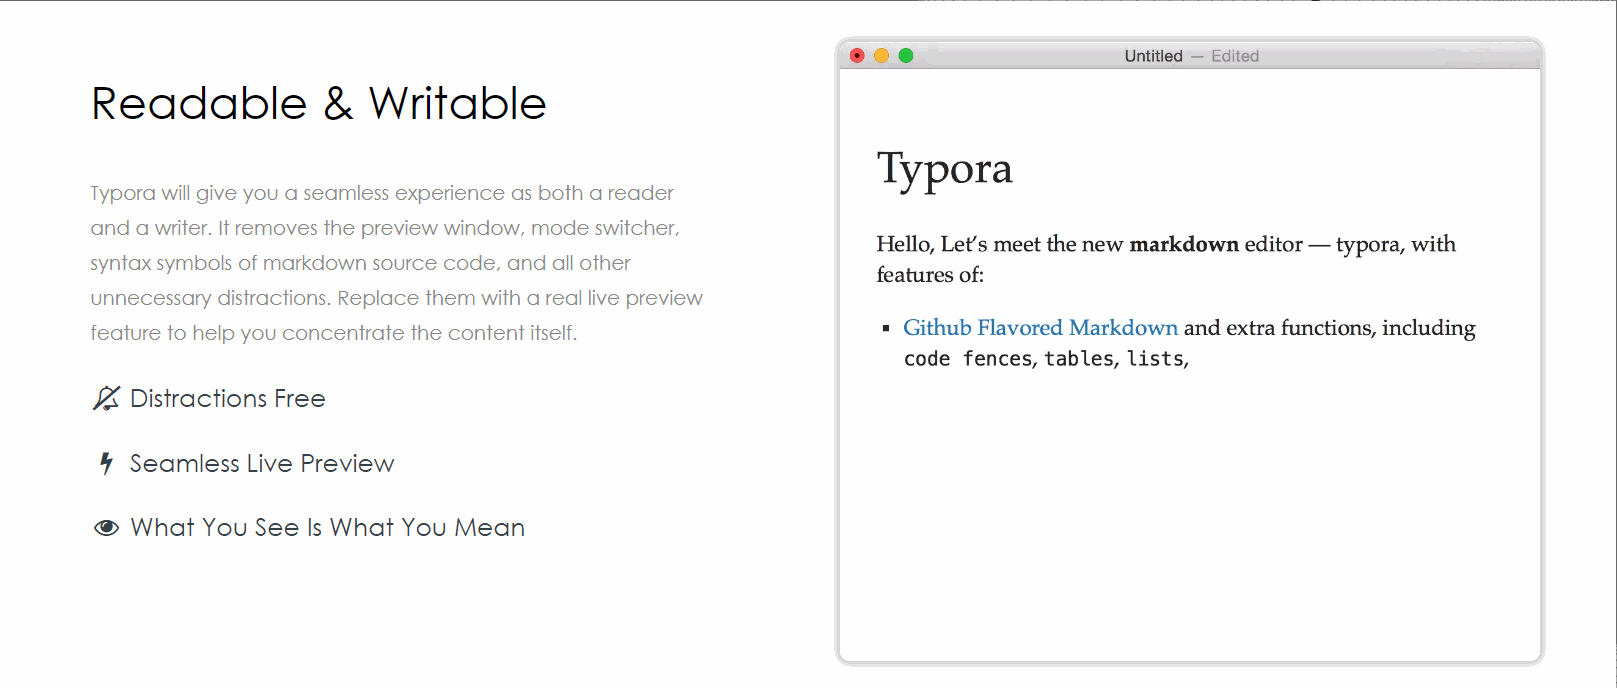 Readable & Writable
Typora will give you a seamless experience as both a reader
and a writer. It removes the preview window, mode switcher,
syntax symbols of markdown source code, and all other
unnecessary distractions. Replace them with a real live preview
feature to help you concentrate the content itself.
Distractions Free
Seamless Live Preview
What You See Is What You Mean
Untitled — Edited
Typora
Hello, Let’s meet the new markdown editor — typora, with
features of:
Github Flavored Markdown and extra functions, including
code fences, tables, lists,